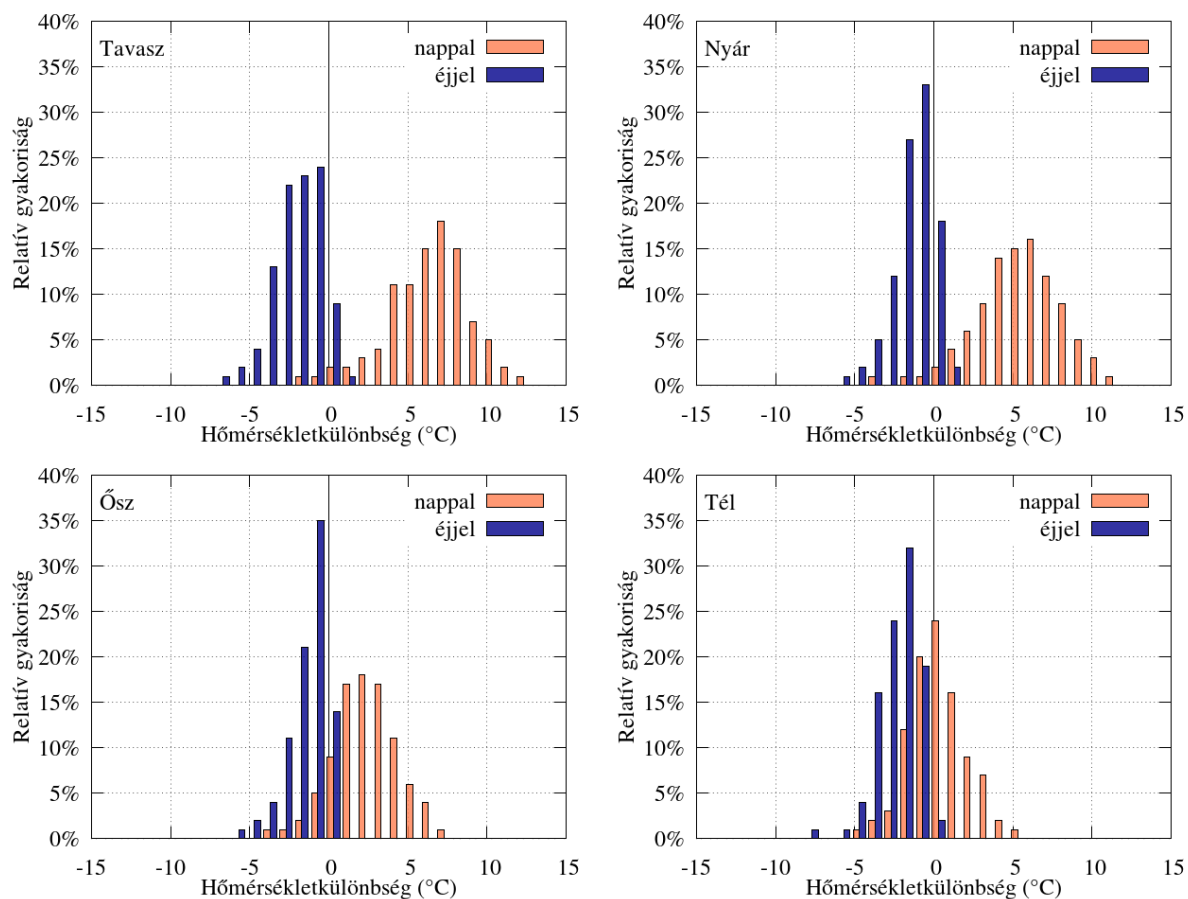 Tavasz
nappal
éjjel
Relatív gyakoriság
40%
35%
30%
25%
20%
15%
10%
5%
0%
-15 -10 -5 0 5 10 15
Hőmérsékletkülönbség (°C)
Nyár
nappal
éjjel
Relatív gyakoriság
40%
35%
30%
25%
20%
15%
10%
5%
0%
-15 -10 -5 0 5 10 15
Hőmérsékletkülönbség (°C)
Ősz
nappal
éjjel
Relatív gyakoriság
40%
35%
30%
25%
20%
15%
10%
5%
0%
-15 -10 -5 0 5 10 15
Hőmérsékletkülönbség (°C)
Tél
nappal
éjjel
Relatív gyakoriság
40%
35%
30%
25%
20%
15%
10%
5%
0%
-15 -10 -5 0 5 10 15
Hőmérsékletkülönbség (°C)